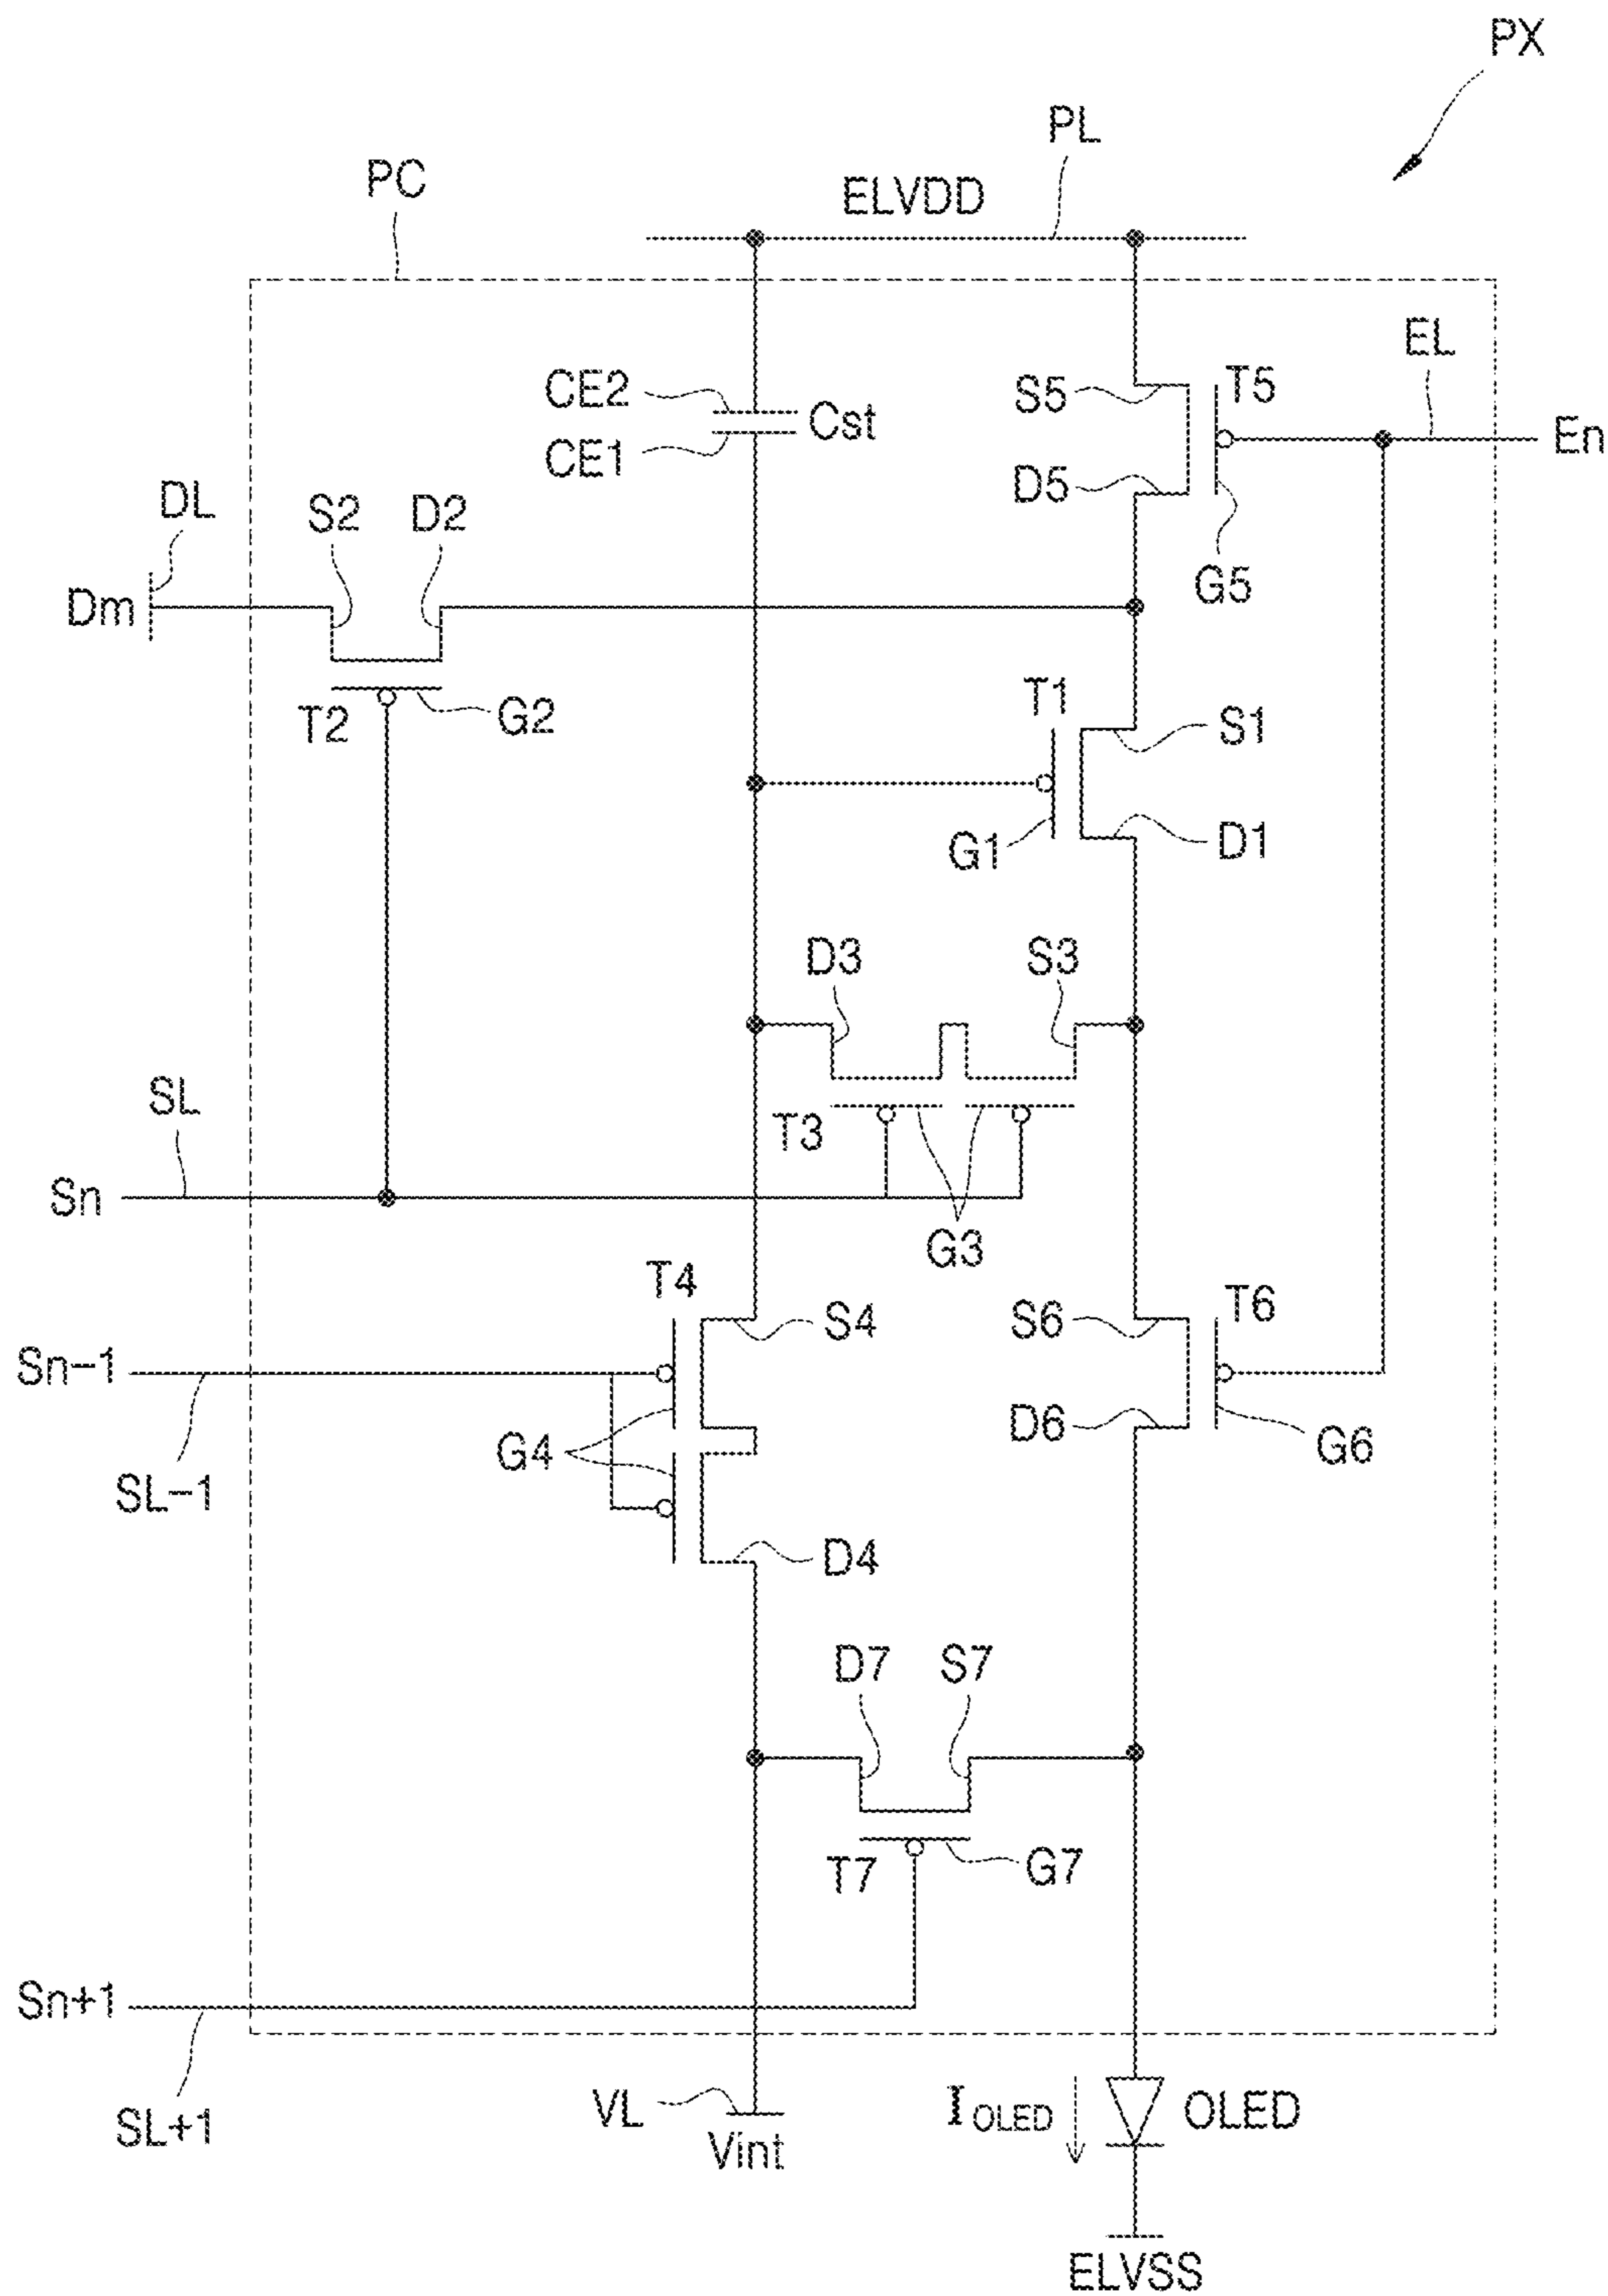 PX
PL
PC
ELVDD
EL
CE2
S5
T5
Cst
En
CE1
D5
DL
S2
D2
G5
Dm
T1
T2
G2
S1
G1
D1
D3
S3
SL
T3
Sn
G3
T4
S4
S6
T6
Sn-1
D6
G4
G6
SL-1
D4
D7
S7
T7
G7
Sn+1
SL+1
VL
Vint
IOLED
OLED
ELVSS